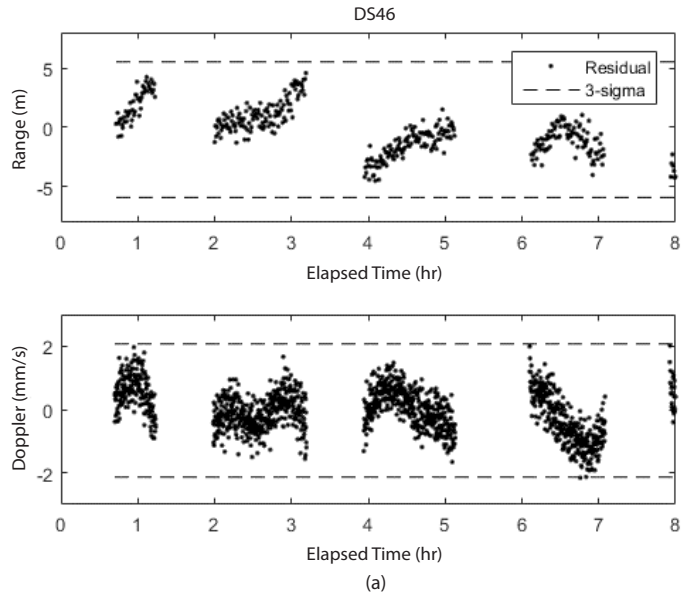 DS46
Range (m)
5
0
-5
Residual
3-sigma
0 1 2 3 4 5 6 7 8
Elapsed Time (hr)
Doppler (mm/s)
2
0
-2
0 1 2 3 4 5 6 7 8
Elapsed Time (hr)
(a)